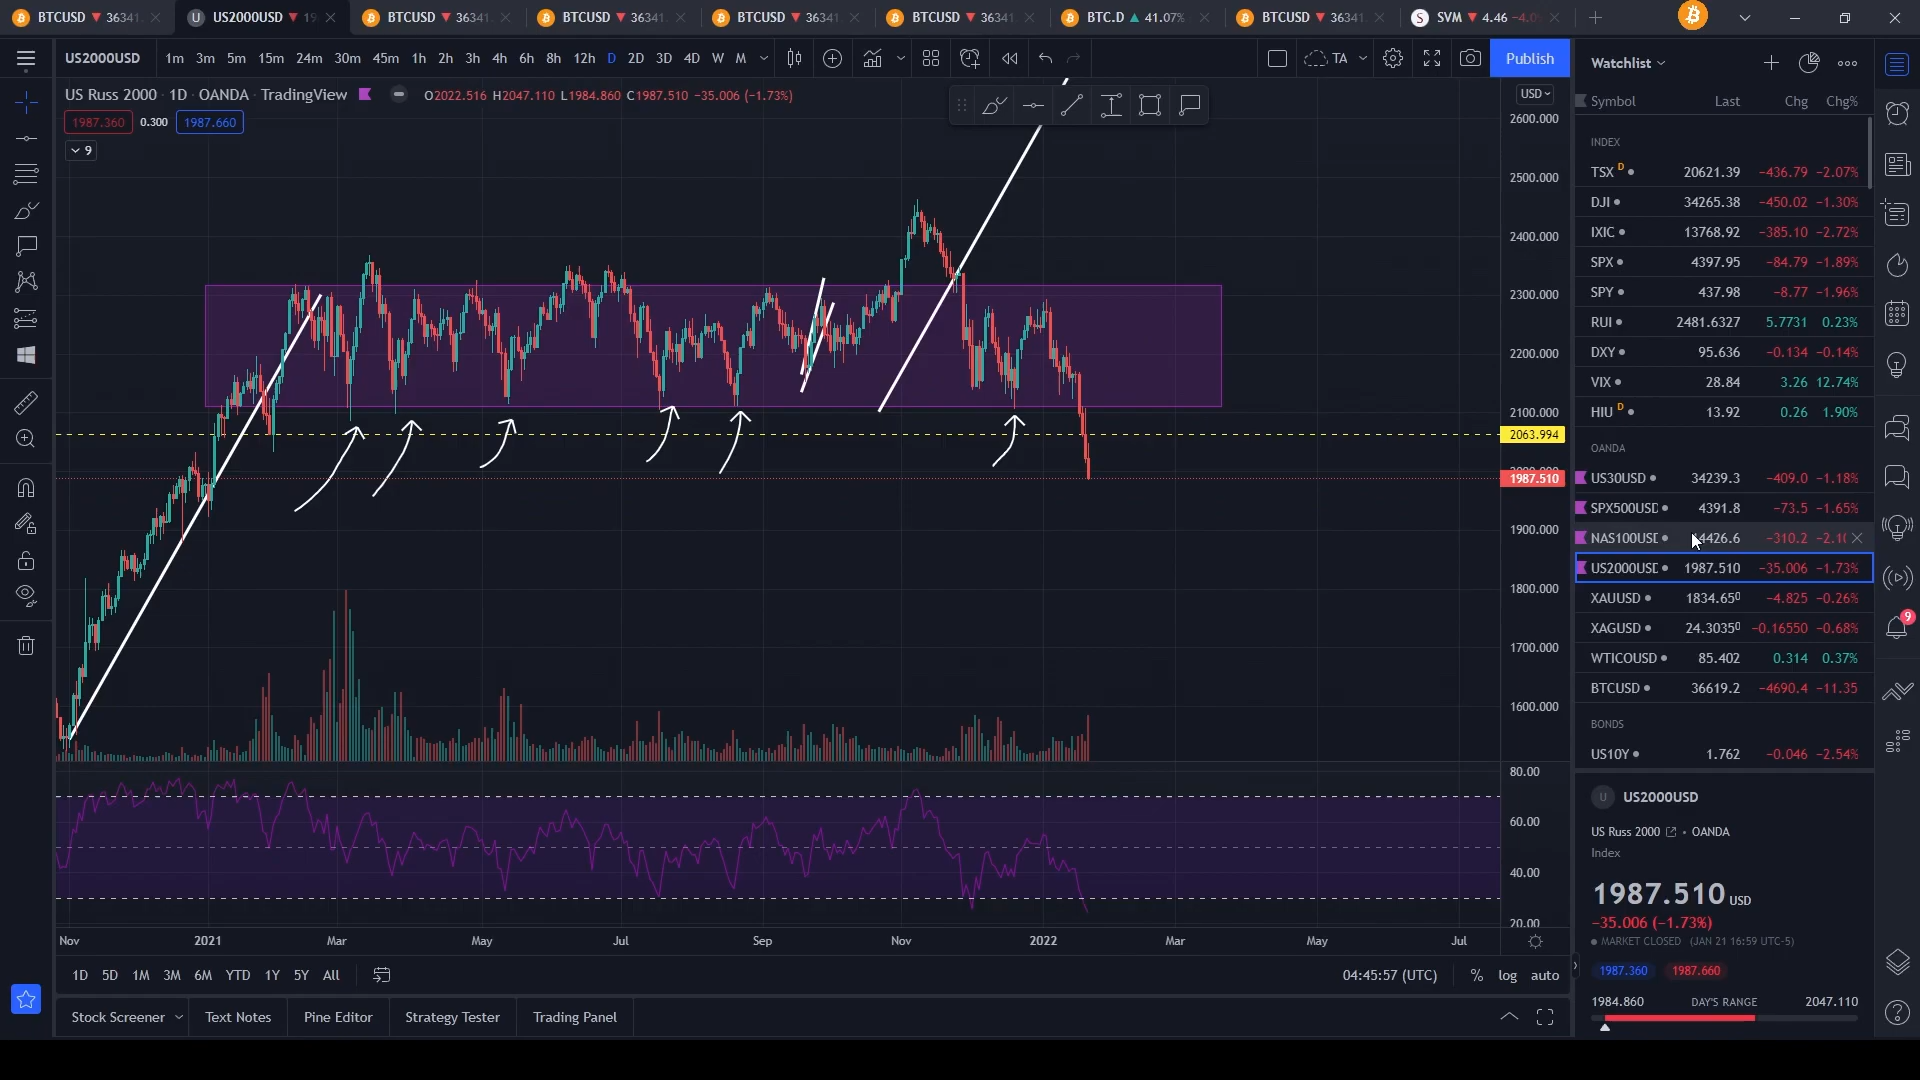 BTCUSD ▼ 36341.
US2000USD ▼ 19
BTCUSD ▼ 36341.
BTCUSD ▼ 36341.
BTCUSD ▼ 36341.
BTCUSD ▼ 36341.
BTC.D ▲ 41.07%
BTCUSD ▼ 36341.
SVM ▼ 4.46 −4.0
US2000USD
1m 3m 5m 15m 24m 30m 45m 1h 2h 3h 4h 6h 8h 12h D 2D 3D 4D W M
TA
Publish
US Russ 2000 · 1D · OANDA · TradingView
O2022.516 H2047.110 L1984.860 C1987.510 −35.006 (−1.73%)
1987.360 0.300 1987.660
9
USD
2600.000
2500.000
2400.000
2300.000
2200.000
2100.000
2063.994
1987.510
1900.000
1800.000
1700.000
1600.000
80.00
60.00
40.00
20.00
Nov 2021 Mar May Jul Sep Nov 2022 Mar May Jul
1D 5D 1M 3M 6M YTD 1Y 5Y All
04:45:57 (UTC) % log auto
Stock Screener Text Notes Pine Editor Strategy Tester Trading Panel
Watchlist
Symbol Last Chg Chg%
INDEX
TSX D 20621.39 −436.79 −2.07%
DJI 34265.38 −450.02 −1.30%
IXIC 13768.92 −385.10 −2.72%
SPX 4397.95 −84.79 −1.89%
SPY 437.98 −8.77 −1.96%
RUI 2481.6327 5.7731 0.23%
DXY 95.636 −0.134 −0.14%
VIX 28.84 3.26 12.74%
HIU D 13.92 0.26 1.90%
OANDA
US30USD 34239.3 −409.0 −1.18%
SPX500USD 4391.8 −73.5 −1.65%
NAS100USD 4426.6 −310.2 −2.1
US2000USD 1987.510 −35.006 −1.73%
XAUUSD 1834.650 −4.825 −0.26%
XAGUSD 24.3035⁰ −0.16550 −0.68%
WTICOUSD 85.402 0.314 0.37%
BTCUSD 36619.2 −4690.4 −11.35
BONDS
US10Y 1.762 −0.046 −2.54%
9
U US2000USD
US Russ 2000 • OANDA
Index
1987.510 USD
−35.006 (−1.73%)
MARKET CLOSED (JAN 21 16:59 UTC-5)
1987.360 1987.660
1984.860 DAY'S RANGE 2047.110